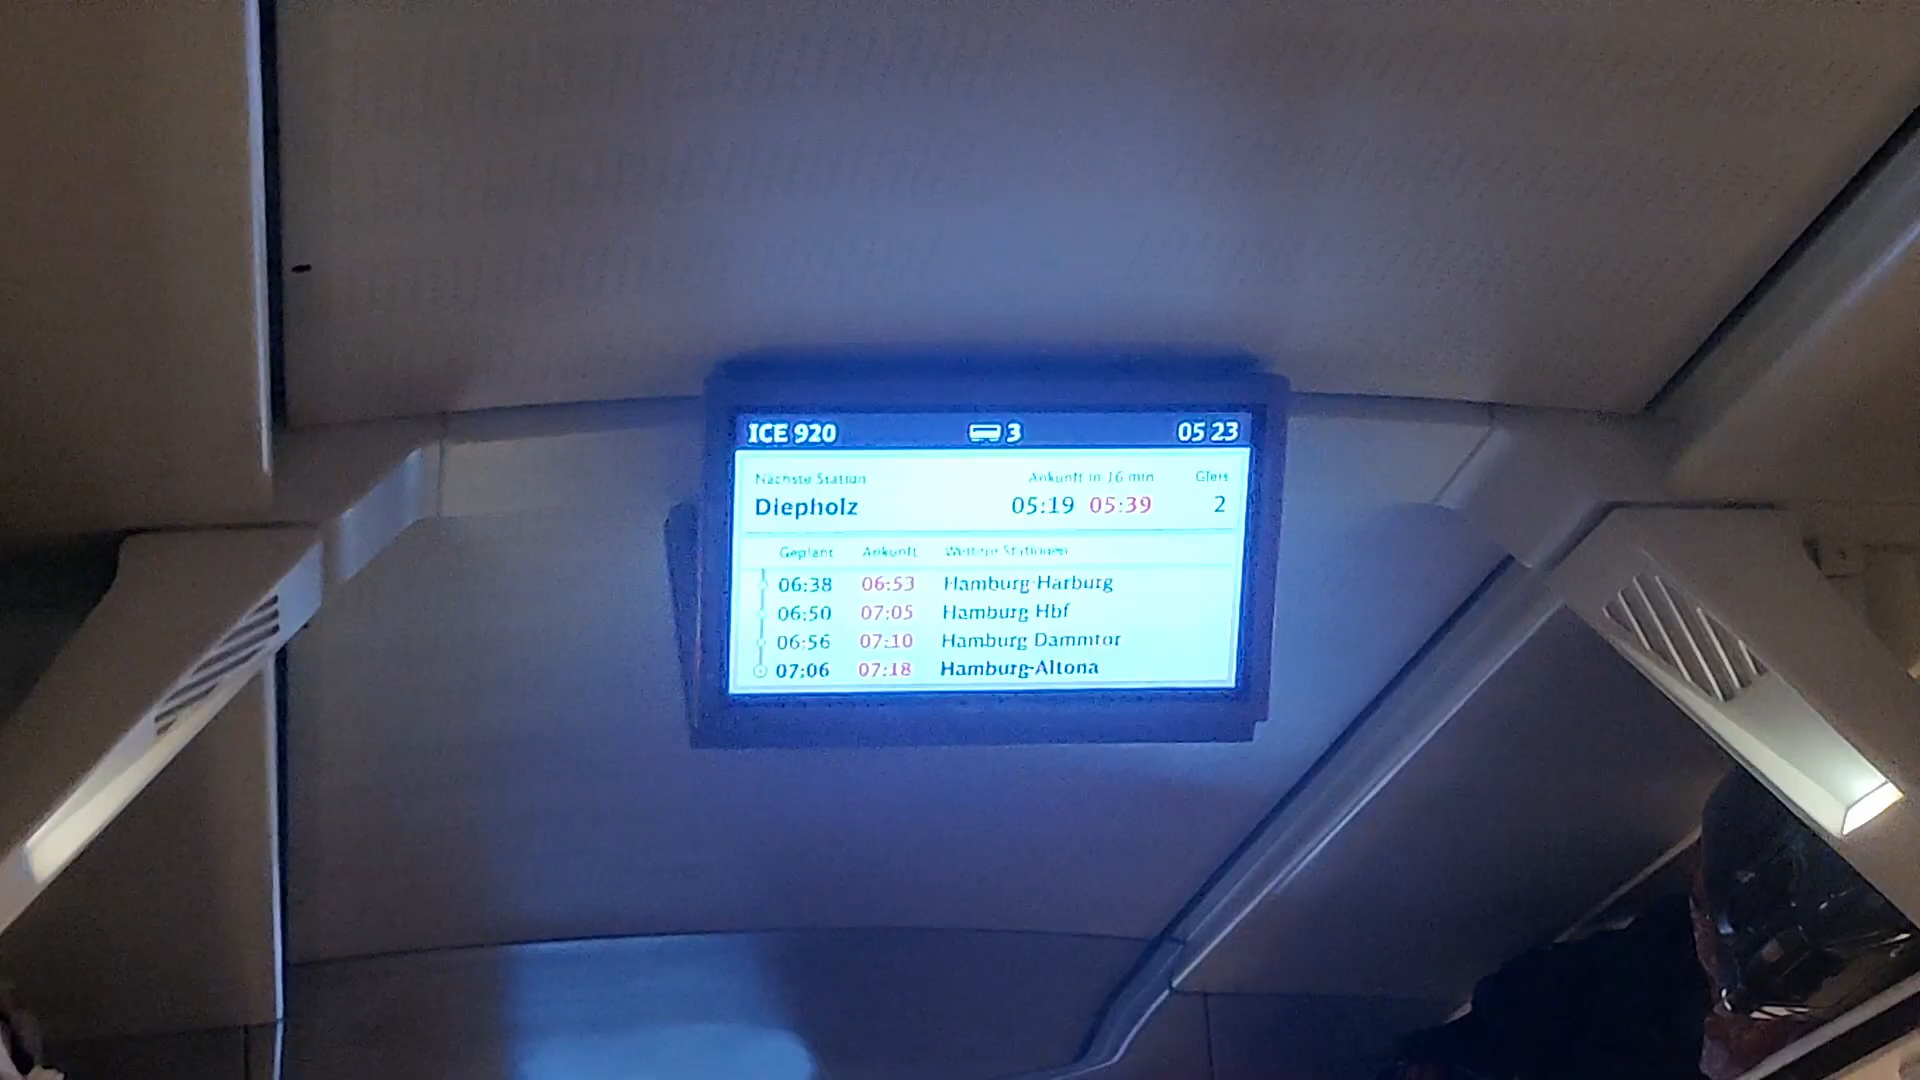 ICE 920 3 05 23
Nächste Station Ankunft in 16 min Gleis
Diepholz 05:19 05:39 2
Geplant Ankunft Weitere Stationen
06:38 06:53 Hamburg-Harburg
06:50 07:05 Hamburg Hbf
06:56 07:10 Hamburg Dammtor
07:06 07:18 Hamburg-Altona